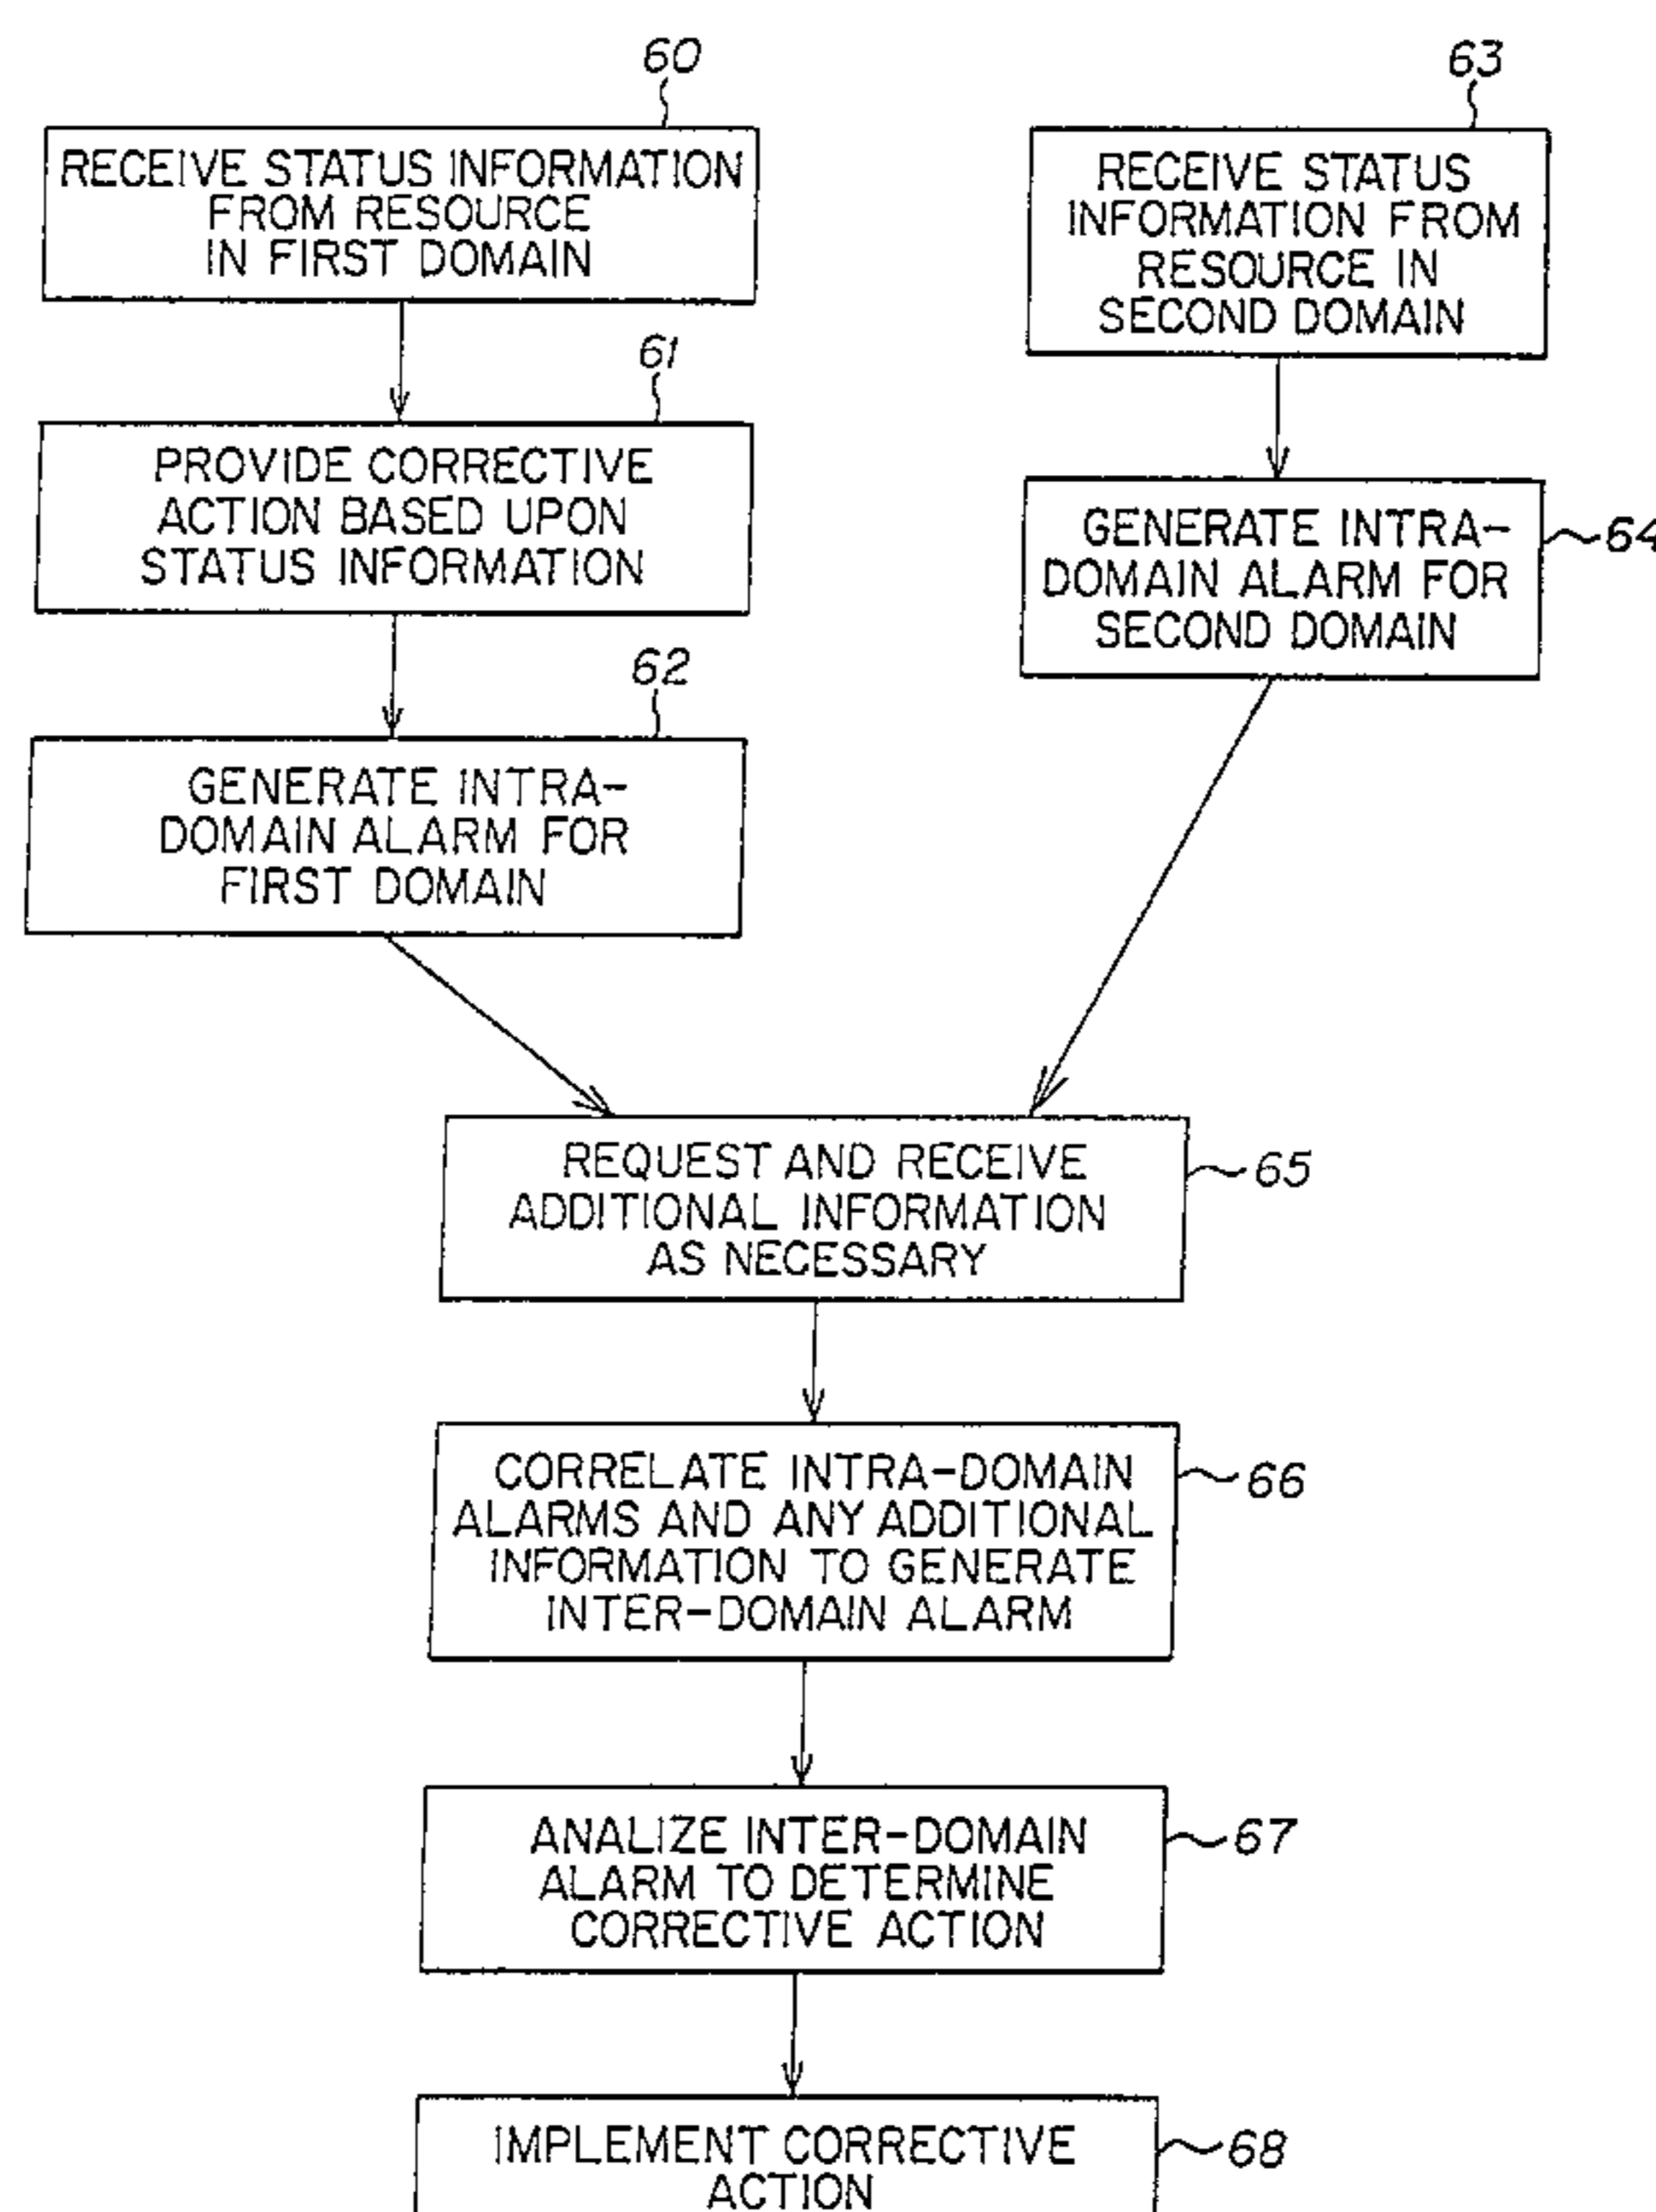 60
RECEIVE STATUS INFORMATION
FROM RESOURCE
IN FIRST DOMAIN
61
PROVIDE CORRECTIVE
ACTION BASED UPON
STATUS INFORMATION
62
GENERATE INTRA-
DOMAIN ALARM FOR
FIRST DOMAIN
63
RECEIVE STATUS
INFORMATION FROM
RESOURCE IN
SECOND DOMAIN
GENERATE INTRA-
DOMAIN ALARM FOR
SECOND DOMAIN
64
REQUEST AND RECEIVE
ADDITIONAL INFORMATION
AS NECESSARY
65
CORRELATE INTRA-DOMAIN
ALARMS AND ANY ADDITIONAL
INFORMATION TO GENERATE
INTER-DOMAIN ALARM
66
ANALIZE INTER-DOMAIN
ALARM TO DETERMINE
CORRECTIVE ACTION
67
IMPLEMENT CORRECTIVE
ACTION
68